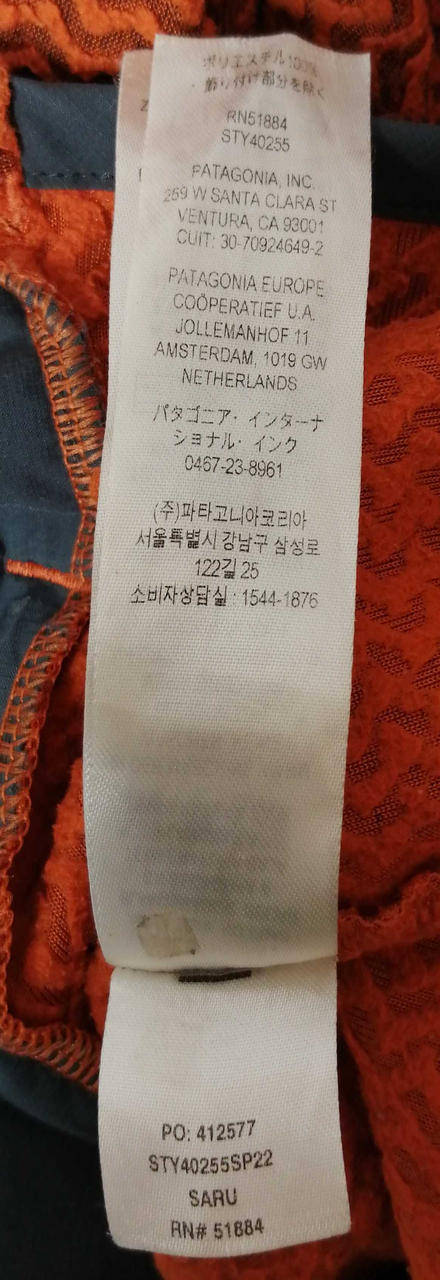 ポリエステル100%
飾り付け部分を除く
RN51884
STY40255
PATAGONIA, INC.
259 W SANTA CLARA ST
VENTURA, CA 93001
CUIT: 30-70924649-2
PATAGONIA EUROPE
COÖPERATIEF U.A.
JOLLEMANHOF 11
AMSTERDAM, 1019 GW
NETHERLANDS
パタゴニア・インターナ
ショナル・インク
0467-23-8961
(주)파타고니아코리아
서울특별시 강남구 삼성로
122길 25
소비자상담실 : 1544-1876
PO: 412577
STY40255SP22
SARU
RN# 51884